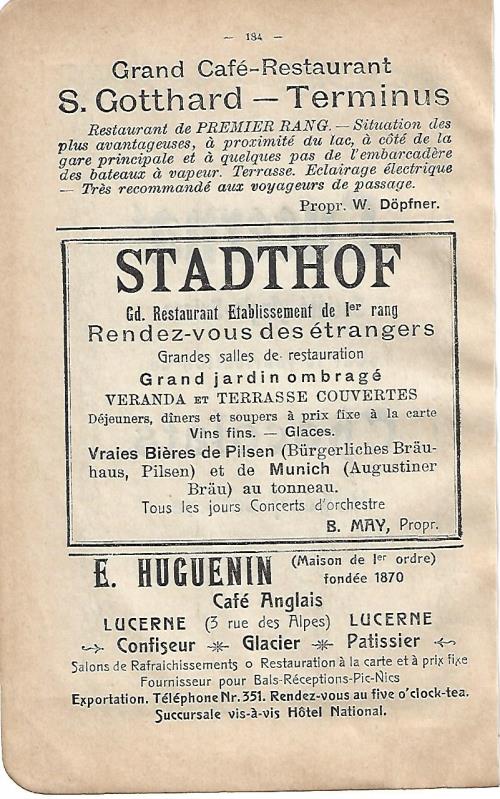 — 184 —
Grand Café-Restaurant
S. Gotthard — Terminus
Restaurant de PREMIER RANG. — Situation des
plus avantageuses, à proximité du lac, à côté de la
gare principale et à quelques pas de l'embarcadère
des bateaux à vapeur. Terrasse. Eclairage électrique
— Très recommandé aux voyageurs de passage.
Propr. W. Döpfner.
STADTHOF
Gd. Restaurant Etablissement de Ier rang
Rendez-vous des étrangers
Grandes salles de restauration
Grand jardin ombragé
VERANDA ET TERRASSE COUVERTES
Déjeuners, dîners et soupers à prix fixe à la carte
Vins fins. — Glaces.
Vraies Bières de Pilsen (Bürgerliches Bräu-
haus, Pilsen) et de Munich (Augustiner
Bräu) au tonneau.
Tous les jours Concerts d'orchestre
B. MAY, Propr.
E. HUGUENIN (Maison de Ier ordre)
fondée 1870
Café Anglais
LUCERNE (3 rue des Alpes) LUCERNE
Confiseur Glacier Patissier
Salons de Rafraichissements o Restauration à la carte et à prix fixe
Fournisseur pour Bals-Réceptions-Pic-Nics
Exportation. Téléphone Nr. 351. Rendez-vous au five o'clock-tea.
Succursale vis-à-vis Hôtel National.